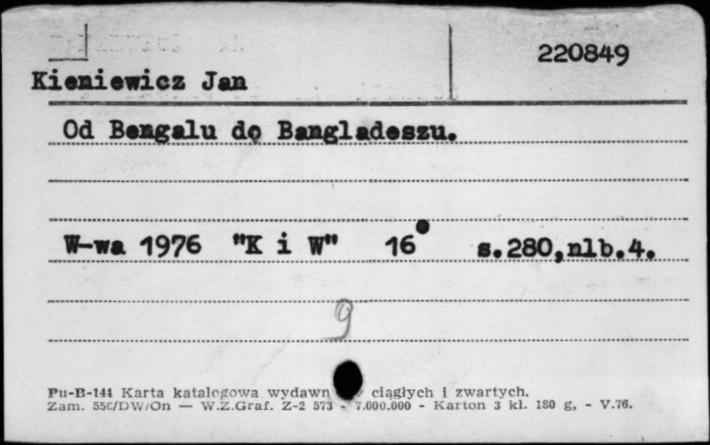 220849
Kieniewicz Jan
Od Bengalu do Bangladeszu.
W-wa 1976 "K i W" 16° s.280,nlb.4.
9
Pu-B-144 Karta katalogowa wydawn ciągłych i zwartych.
Zam. 556/DW/On — W.Z.Graf. Z-2 573 - 7.000.000 - Karton 3 kl. 180 g, - V.76.